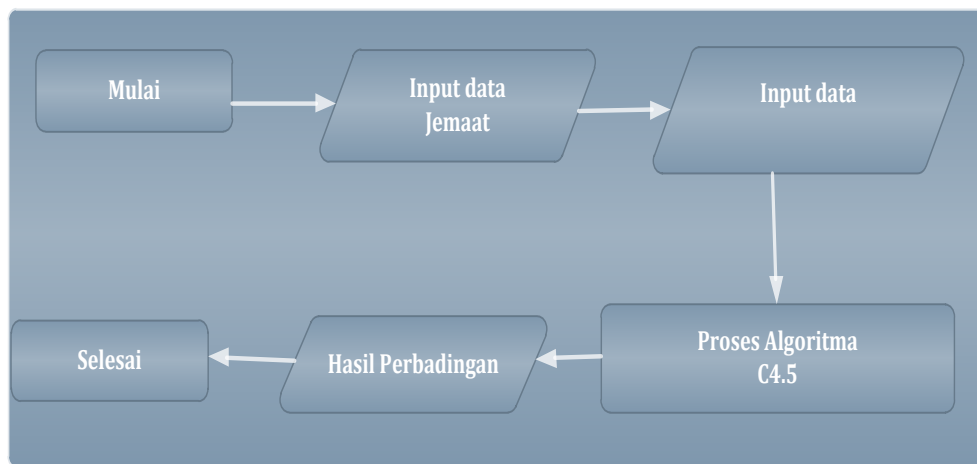 Mulai
Input data
Jemaat
Input data
Proses Algoritma
C4.5
Hasil Perbadingan
Selesai